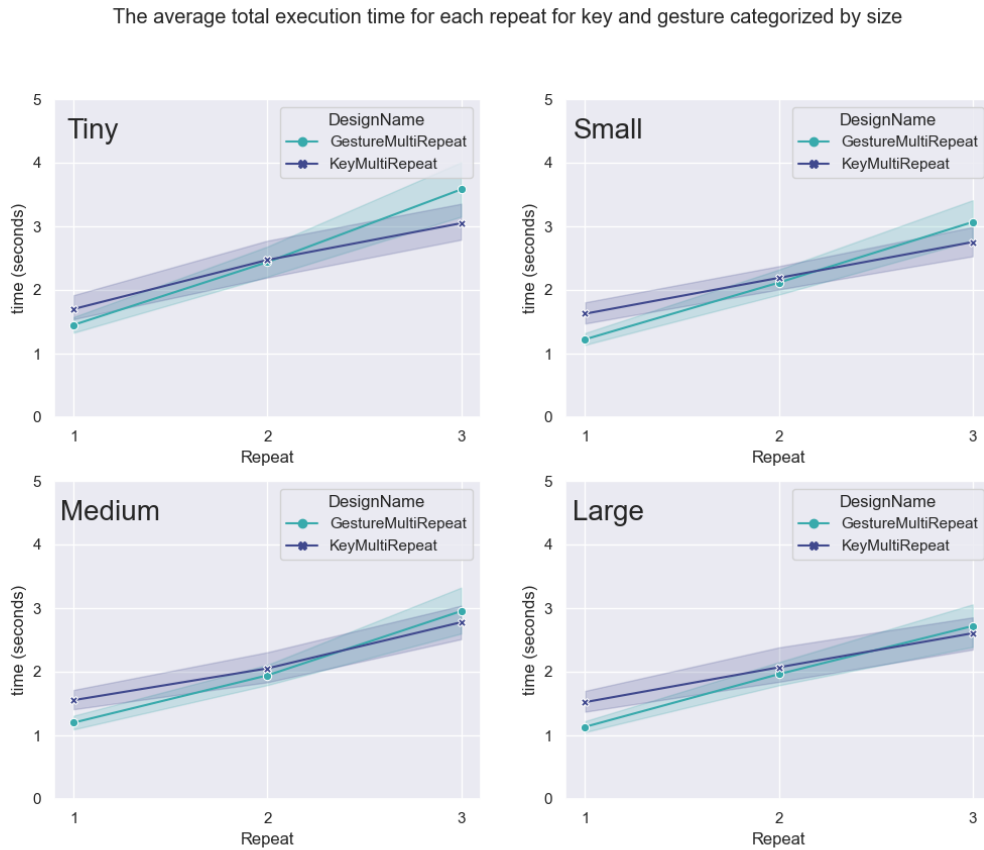 The average total execution time for each repeat for key and gesture categorized by size
Tiny
DesignName
GestureMultiRepeat
KeyMultiRepeat
5
4
3
2
1
0
time (seconds)
1 2 3
Repeat
Small
DesignName
GestureMultiRepeat
KeyMultiRepeat
5
4
3
2
1
0
time (seconds)
1 2 3
Repeat
Medium
DesignName
GestureMultiRepeat
KeyMultiRepeat
5
4
3
2
1
0
time (seconds)
1 2 3
Repeat
Large
DesignName
GestureMultiRepeat
KeyMultiRepeat
5
4
3
2
1
0
time (seconds)
1 2 3
Repeat